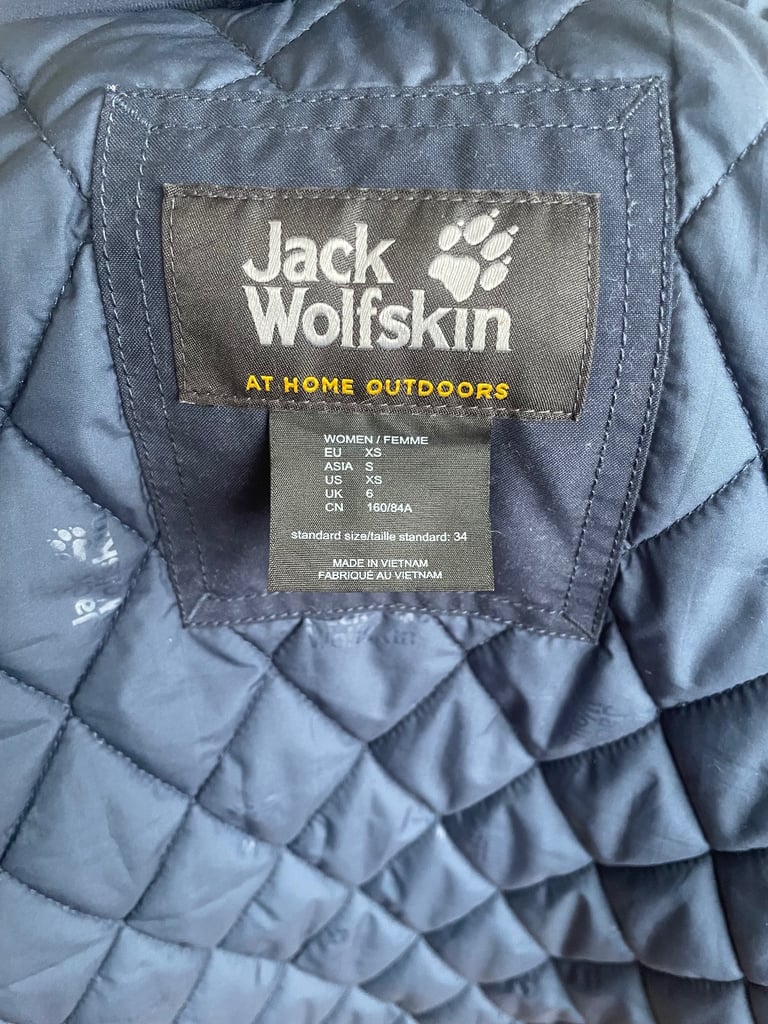 Jack
Wolfskin
AT HOME OUTDOORS
WOMEN / FEMME
EU XS
ASIA S
US XS
UK 6
CN 160/84A
standard size/taille standard: 34
MADE IN VIETNAM
FABRIQUÉ AU VIETNAM
Wolfskin